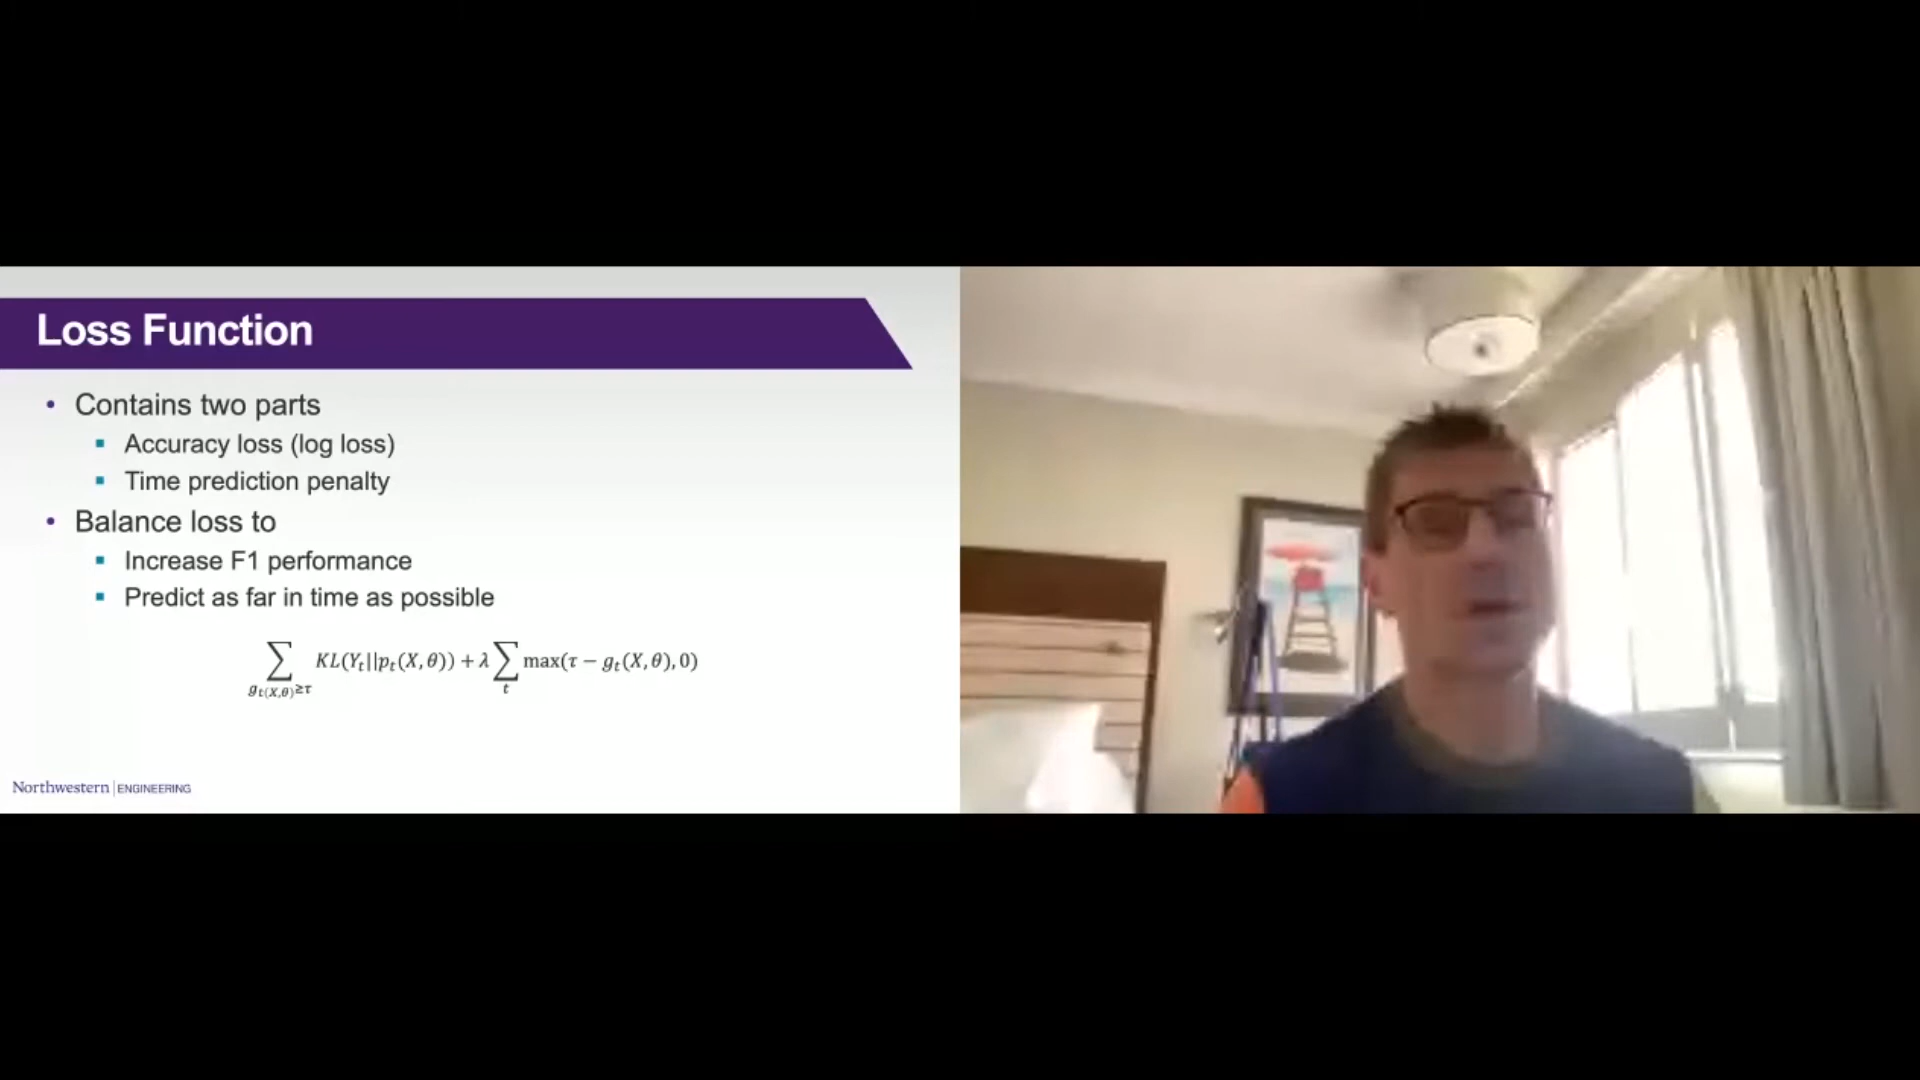 Loss Function
• Contains two parts
▪ Accuracy loss (log loss)
▪ Time prediction penalty
• Balance loss to
▪ Increase F1 performance
▪ Predict as far in time as possible
∑_{g_{t(X,θ)}≥τ} KL(Y_t||p_t(X,θ)) + λ ∑_t max(τ − g_t(X,θ), 0)
Northwestern | ENGINEERING